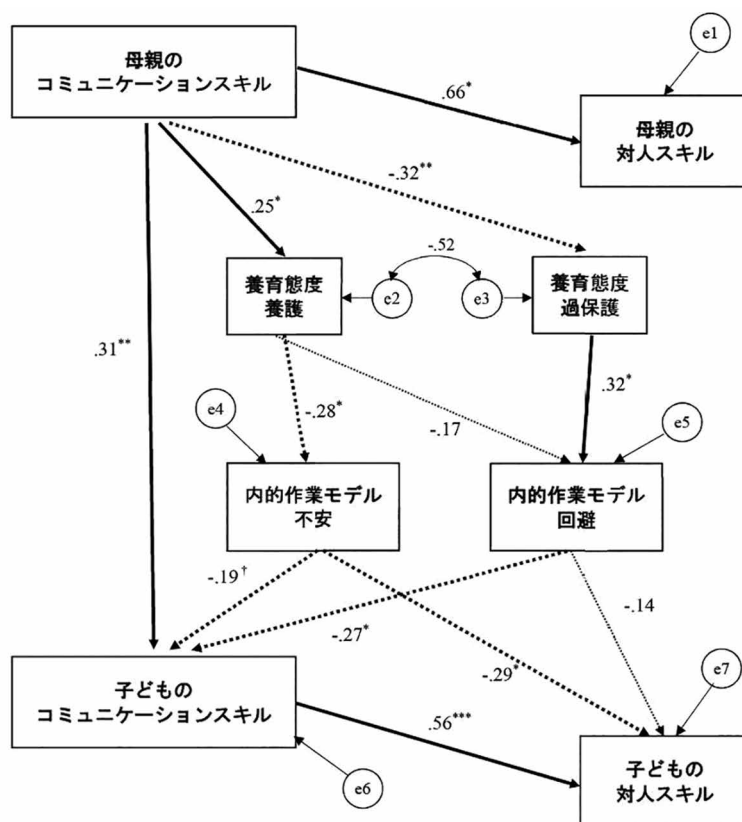 母親の
コミュニケーションスキル
e1
.66*
母親の
対人スキル
-.32**
.25*
-.52
養育態度
養護
e2
e3
養育態度
過保護
.31**
.32*
-.28*
e4
-.17
e5
内的作業モデル
不安
内的作業モデル
回避
-.19†
-.14
-.27*
-.29*
e7
子どもの
コミュニケーションスキル
.56***
e6
子どもの
対人スキル